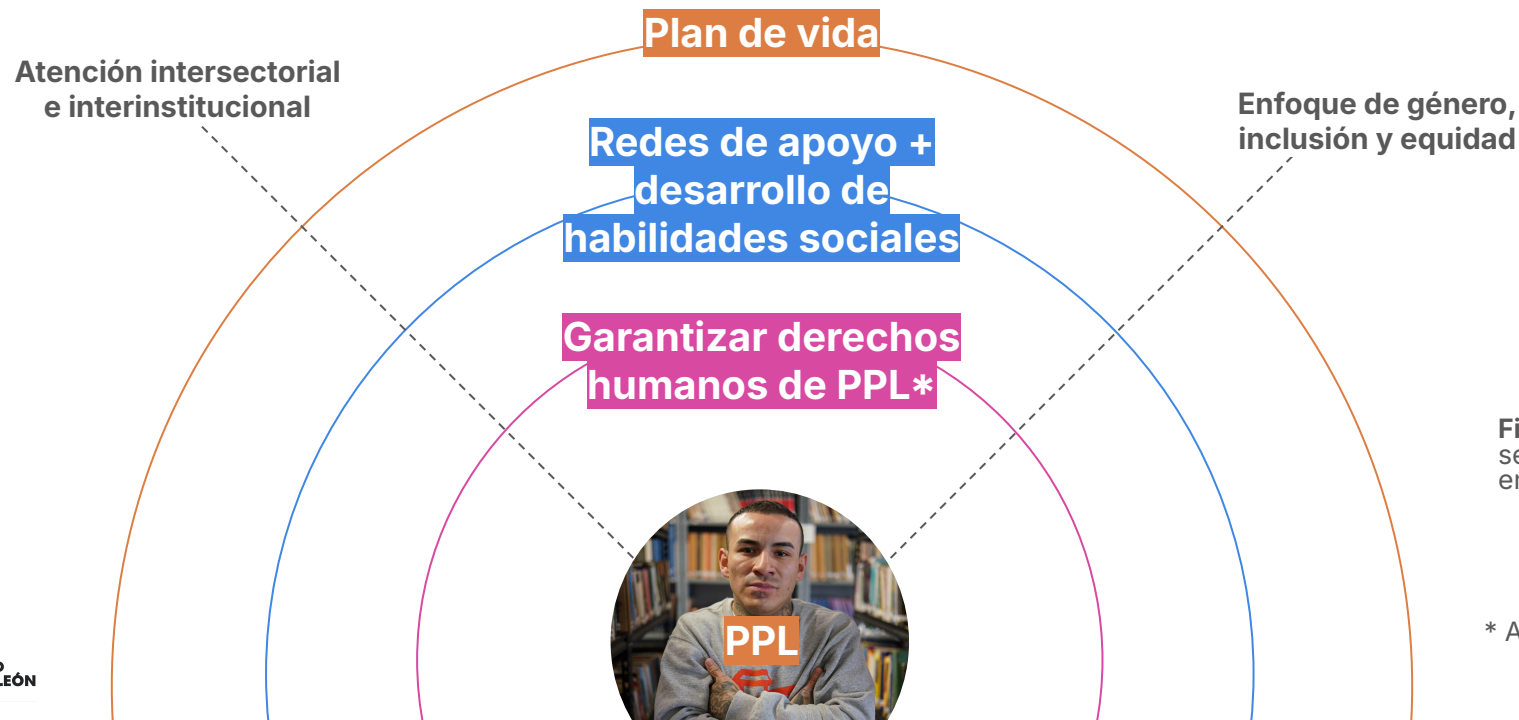 Plan de vida
Atención intersectorial
e interinstitucional
Enfoque de género,
inclusión y equidad
Redes de apoyo +
desarrollo de
habilidades sociales
Garantizar derechos
humanos de PPL*
PPL
* A
LEÓN